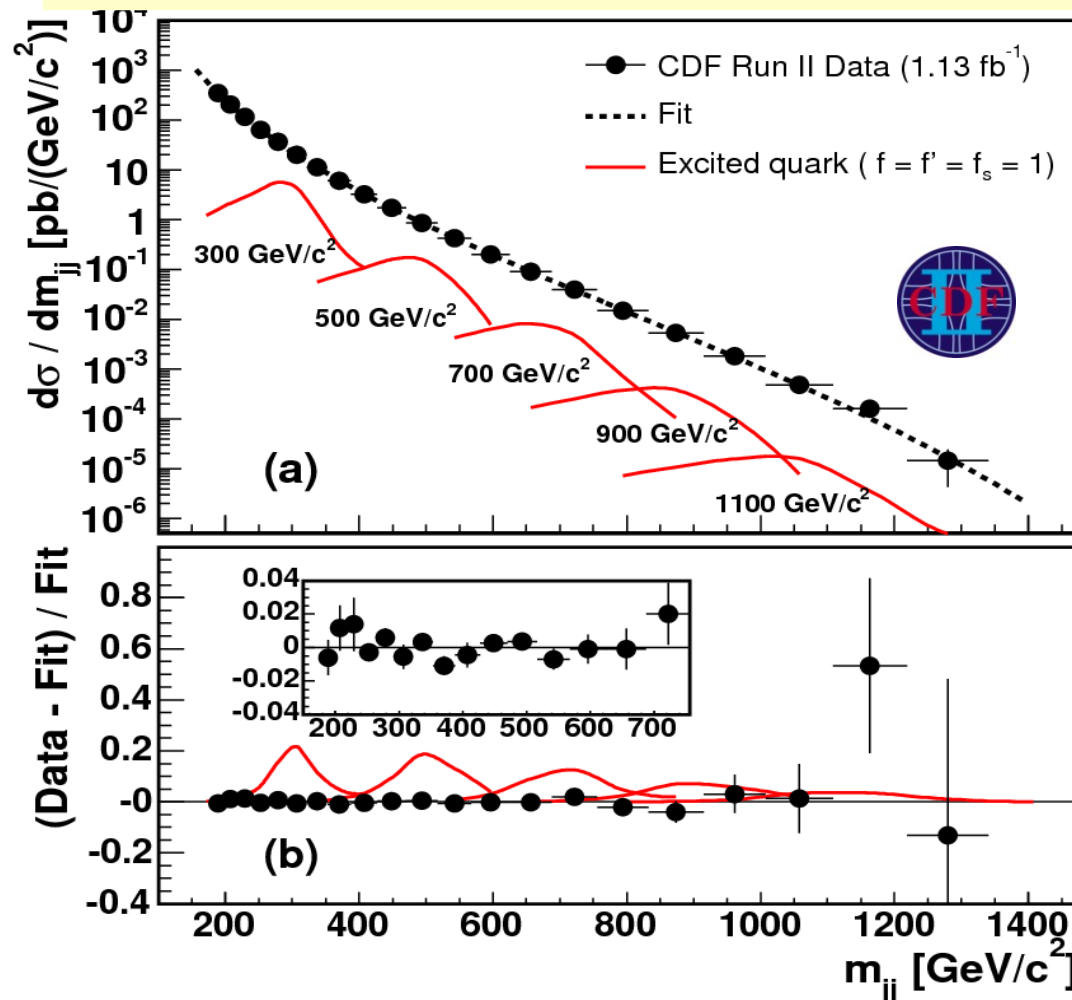 dσ / dm_jj [pb/(GeV/c²)]
10⁴
10³
10²
10
1
10⁻¹
10⁻²
10⁻³
10⁻⁴
10⁻⁵
10⁻⁶
CDF Run II Data (1.13 fb⁻¹)
Fit
Excited quark ( f = f' = f_s = 1)
II
CDF
300 GeV/c²
500 GeV/c²
700 GeV/c²
900 GeV/c²
1100 GeV/c²
(a)
(Data - Fit) / Fit
0.8
0.6
0.4
0.2
-0
-0.2
-0.4
0.04
0.02
0
-0.02
-0.04
200 300 400 500 600 700
(b)
200 400 600 800 1000 1200 1400
m_jj [GeV/c²]